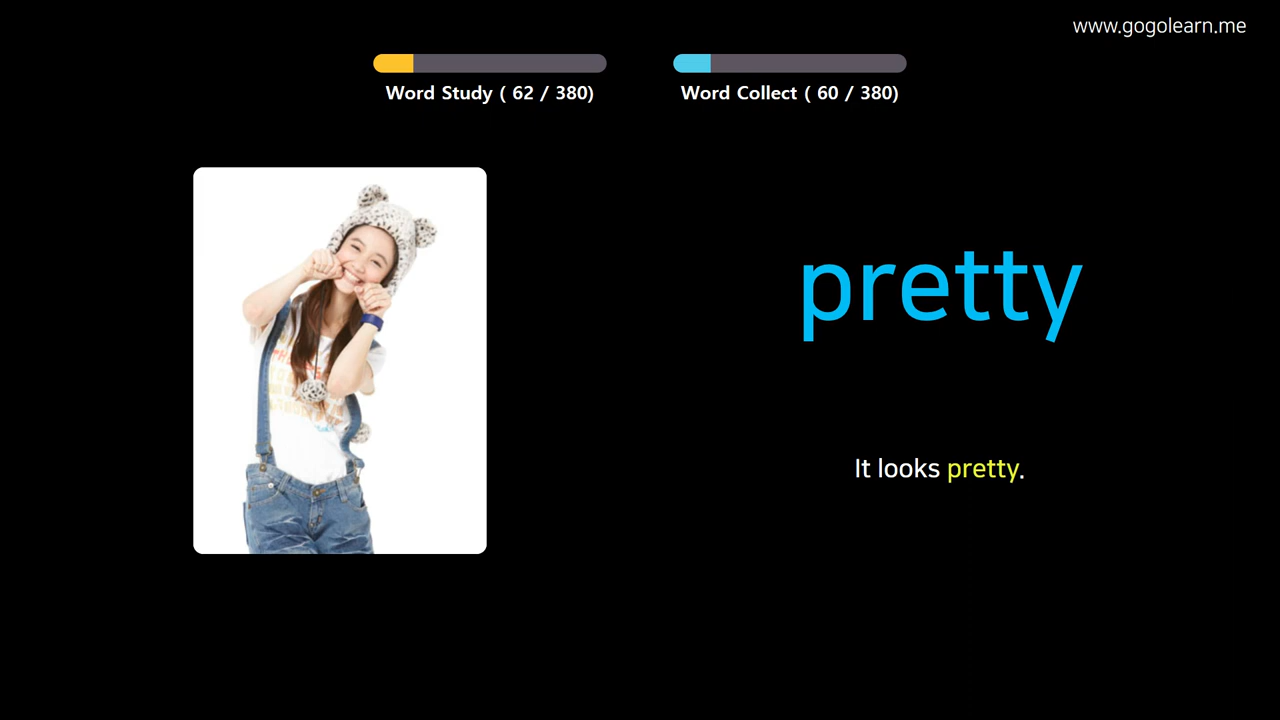 www.gogolearn.me
Word Study ( 62 / 380)
Word Collect ( 60 / 380)
pretty
It looks pretty.